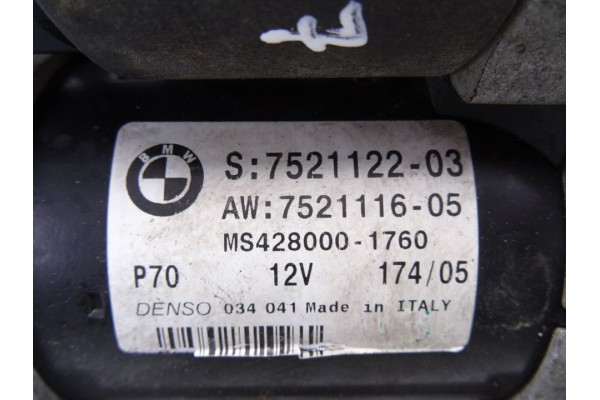 BMW
S:7521122-03
AW:7521116-05
MS428000-1760
P70 12V 174/05
DENSO 034 041 Made in ITALY